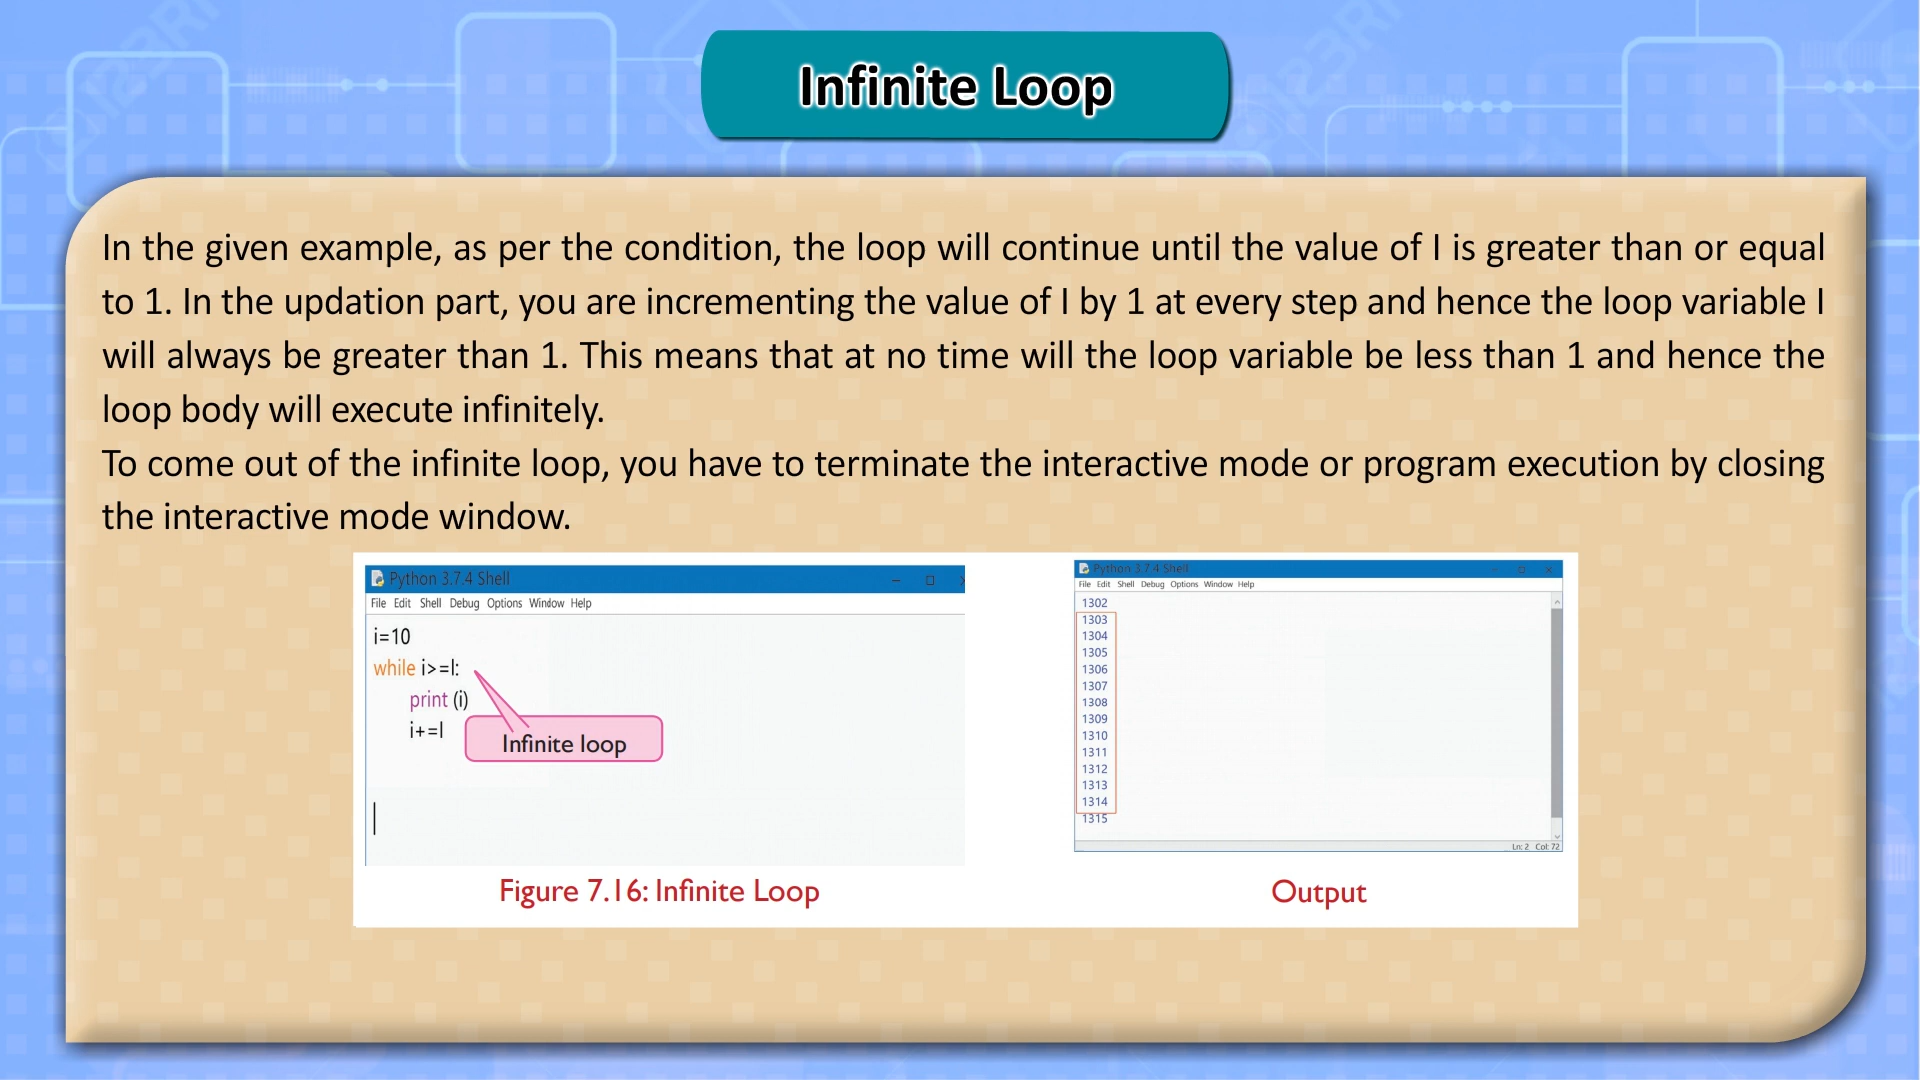 Infinite Loop
In the given example, as per the condition, the loop will continue until the value of I is greater than or equal
to 1. In the updation part, you are incrementing the value of I by 1 at every step and hence the loop variable I
will always be greater than 1. This means that at no time will the loop variable be less than 1 and hence the
loop body will execute infinitely.
To come out of the infinite loop, you have to terminate the interactive mode or program execution by closing
the interactive mode window.
Python 3.7.4 Shell
File Edit Shell Debug Options Window Help
i=10
while i>=l:
print (i)
i+=l
Infinite loop
Figure 7.16: Infinite Loop
Python 3.7.4 Shell
File Edit Shell Debug Options Window Help
1302
1303
1304
1305
1306
1307
1308
1309
1310
1311
1312
1313
1314
1315
Ln: 2 Col: 72
Output